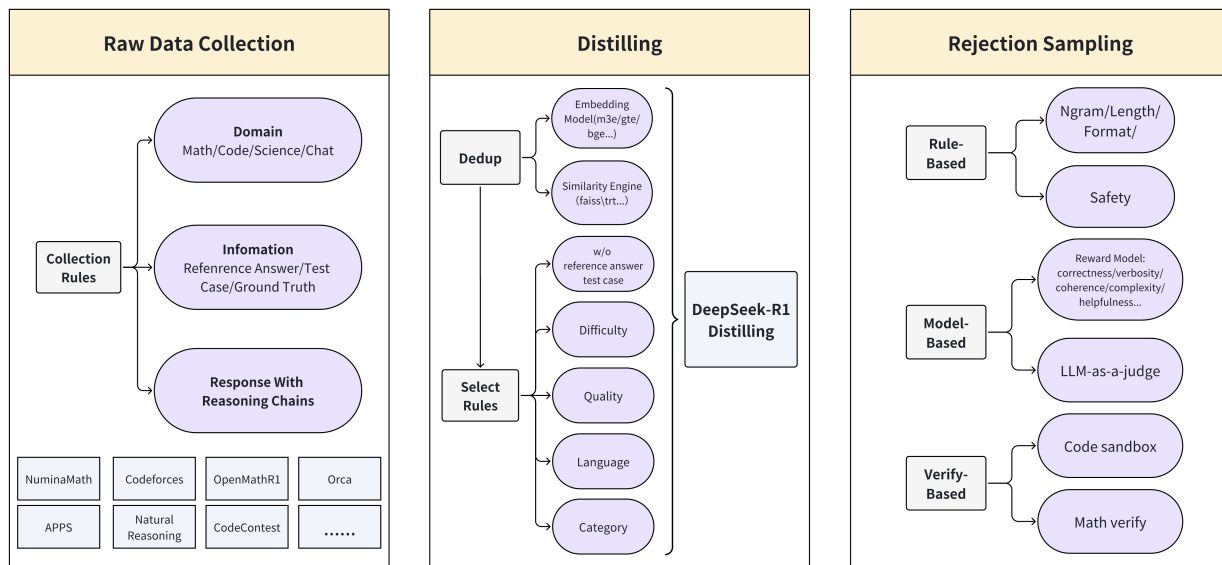 Raw Data Collection
Domain
Math/Code/Science/Chat
Collection
Rules
Infomation
Refenrence Answer/Test
Case/Ground Truth
Response With
Reasoning Chains
NuminaMath
Codeforces
OpenMathR1
Orca
APPS
Natural
Reasoning
CodeContest
......
Distilling
Dedup
Embedding
Model(m3e/gte/
bge...)
Similarity Engine
（faiss\trt...）
Select
Rules
w/o
reference answer
test case
Difficulty
Quality
Language
Category
DeepSeek-R1
Distilling
Rejection Sampling
Rule-
Based
Ngram/Length/
Format/
Safety
Model-
Based
Reward Model:
correctness/verbosity/
coherence/complexity/
helpfulness...
LLM-as-a-judge
Verify-
Based
Code sandbox
Math verify